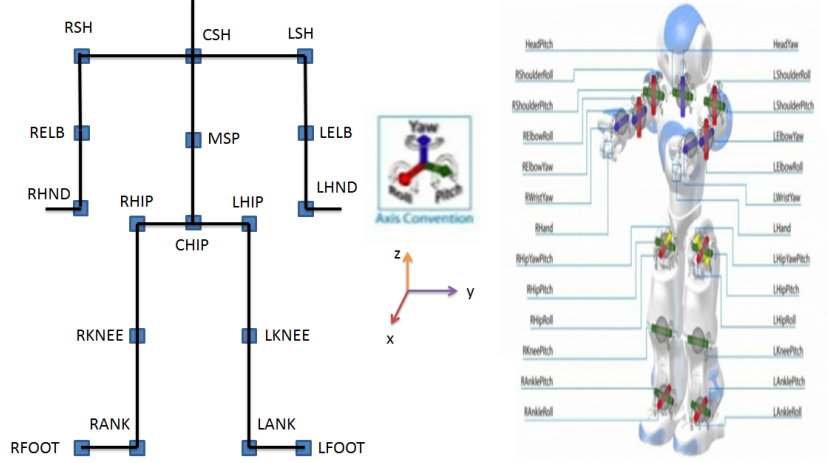 RSH
CSH
LSH
RELB
MSP
LELB
RHND
LHND
RHIP
LHIP
CHIP
RKNEE
LKNEE
RANK
LANK
RFOOT
LFOOT
Yaw
Roll
Pitch
Axis Convention
z
y
x
HeadPitch
RShoulderRoll
RShoulderPitch
RElbowRoll
RElbowYaw
RWristYaw
RHand
RHipYawPitch
RHipPitch
RHipRoll
RKneePitch
RAnklePitch
RAnkleRoll
HeadYaw
LShoulderRoll
LShoulderPitch
LElbowYaw
LElbowRoll
LWristYaw
LHand
LHipYawPitch
LHipPitch
LHipRoll
LKneePitch
LAnklePitch
LAnkleRoll